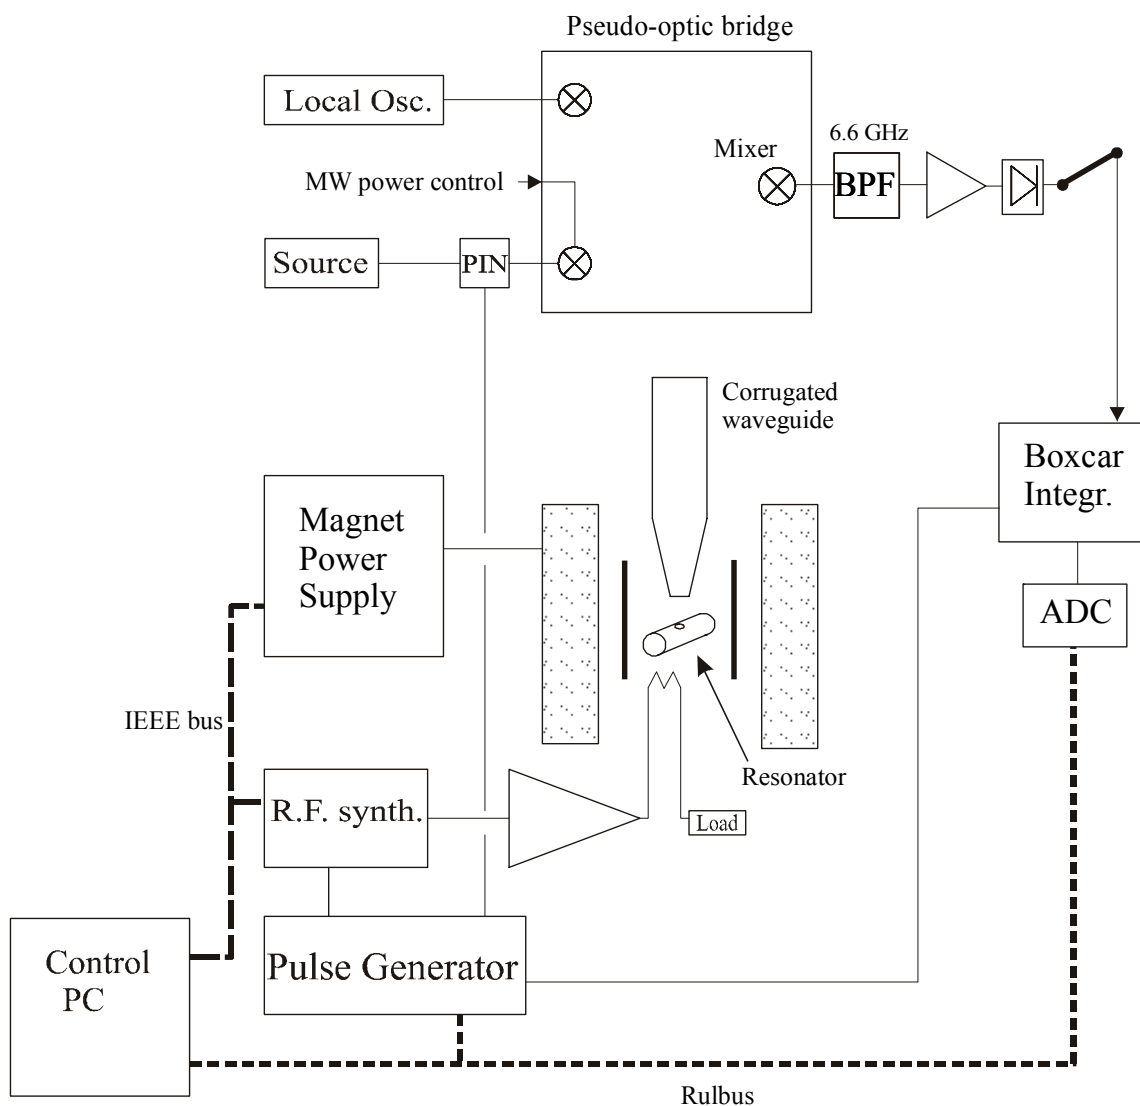 Pseudo-optic bridge
Local Osc.
6.6 GHz
Mixer
MW power control
BPF
Source
PIN
Corrugated
waveguide
Boxcar
Integr.
Magnet
Power
Supply
ADC
IEEE bus
Resonator
R.F. synth.
Load
Control
PC
Pulse Generator
Rulbus